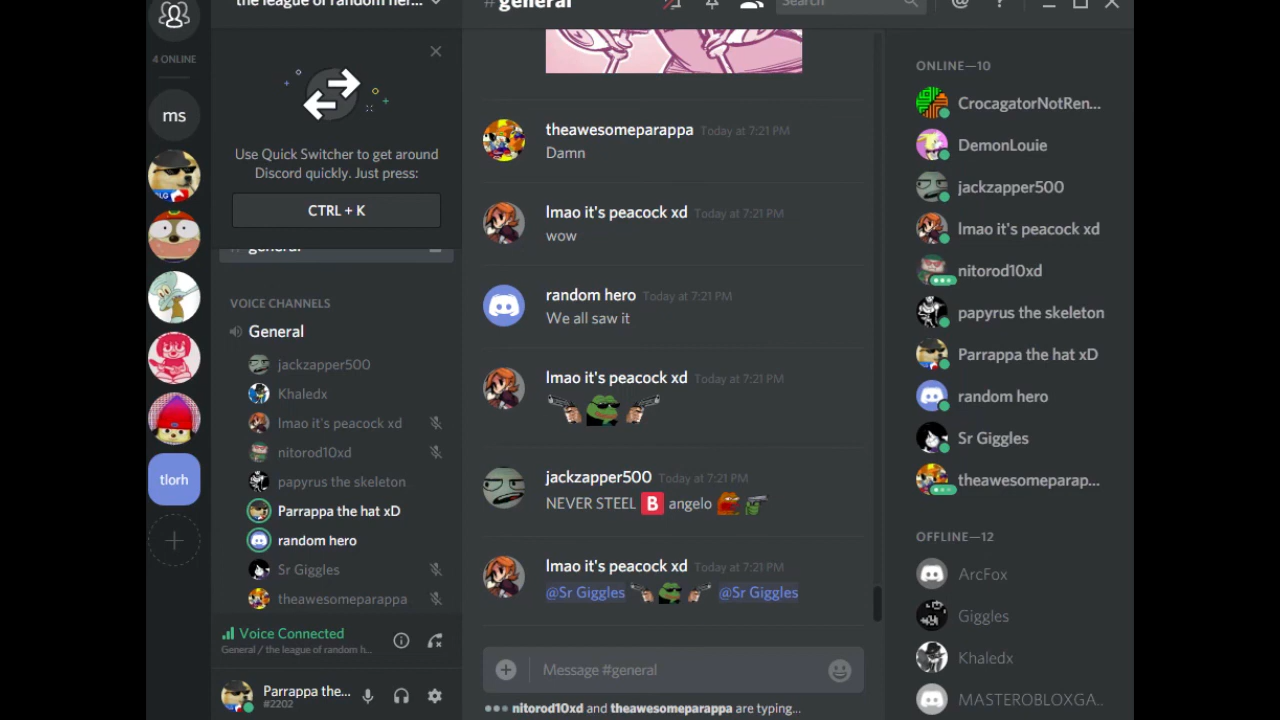 the league of random her...
4 ONLINE
ms
tlorh
Use Quick Switcher to get around
Discord quickly. Just press:
CTRL + K
general
VOICE CHANNELS
General
jackzapper500
Khaledx
lmao it's peacock xd
nitorod10xd
papyrus the skeleton
Parrappa the hat xD
random hero
Sr Giggles
theawesomeparappa
Voice Connected
General / the league of random h...
Parrappa the...
#2202
#general
Search
theawesomeparappa Today at 7:21 PM
Damn
lmao it's peacock xd Today at 7:21 PM
wow
random hero Today at 7:21 PM
We all saw it
lmao it's peacock xd Today at 7:21 PM
jackzapper500 Today at 7:21 PM
NEVER STEEL B angelo
lmao it's peacock xd Today at 7:21 PM
@Sr Giggles @Sr Giggles
Message #general
nitorod10xd and theawesomeparappa are typing...
ONLINE—10
CrocagatorNotRen...
DemonLouie
jackzapper500
lmao it's peacock xd
nitorod10xd
papyrus the skeleton
Parrappa the hat xD
random hero
Sr Giggles
theawesomeparap...
OFFLINE—12
ArcFox
Giggles
Khaledx
MASTEROBLOXGA...